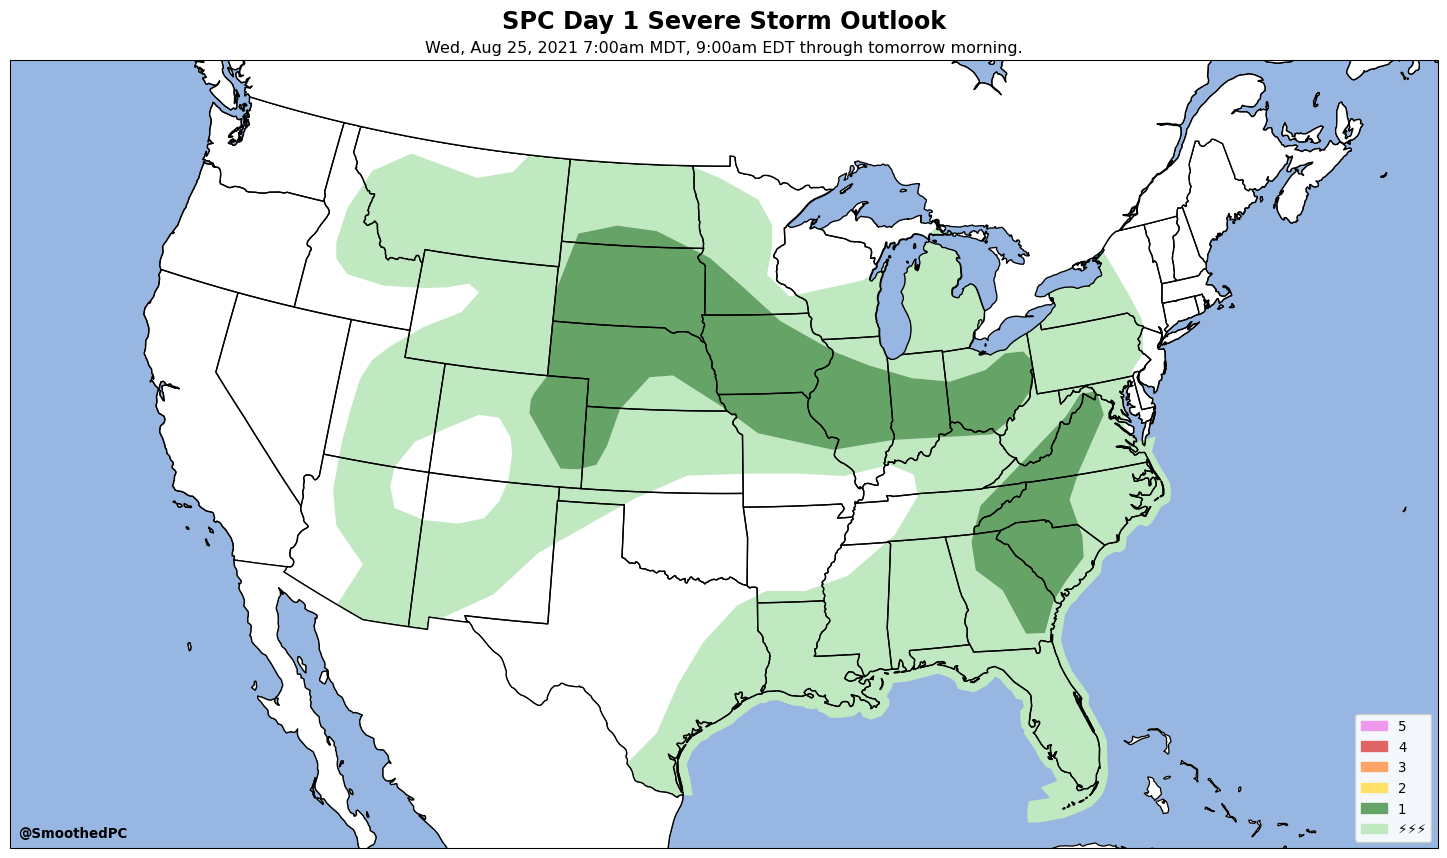 SPC Day 1 Severe Storm Outlook
Wed, Aug 25, 2021 7:00am MDT, 9:00am EDT through tomorrow morning.
5
4
3
2
1
⚡⚡⚡
@SmoothedPC